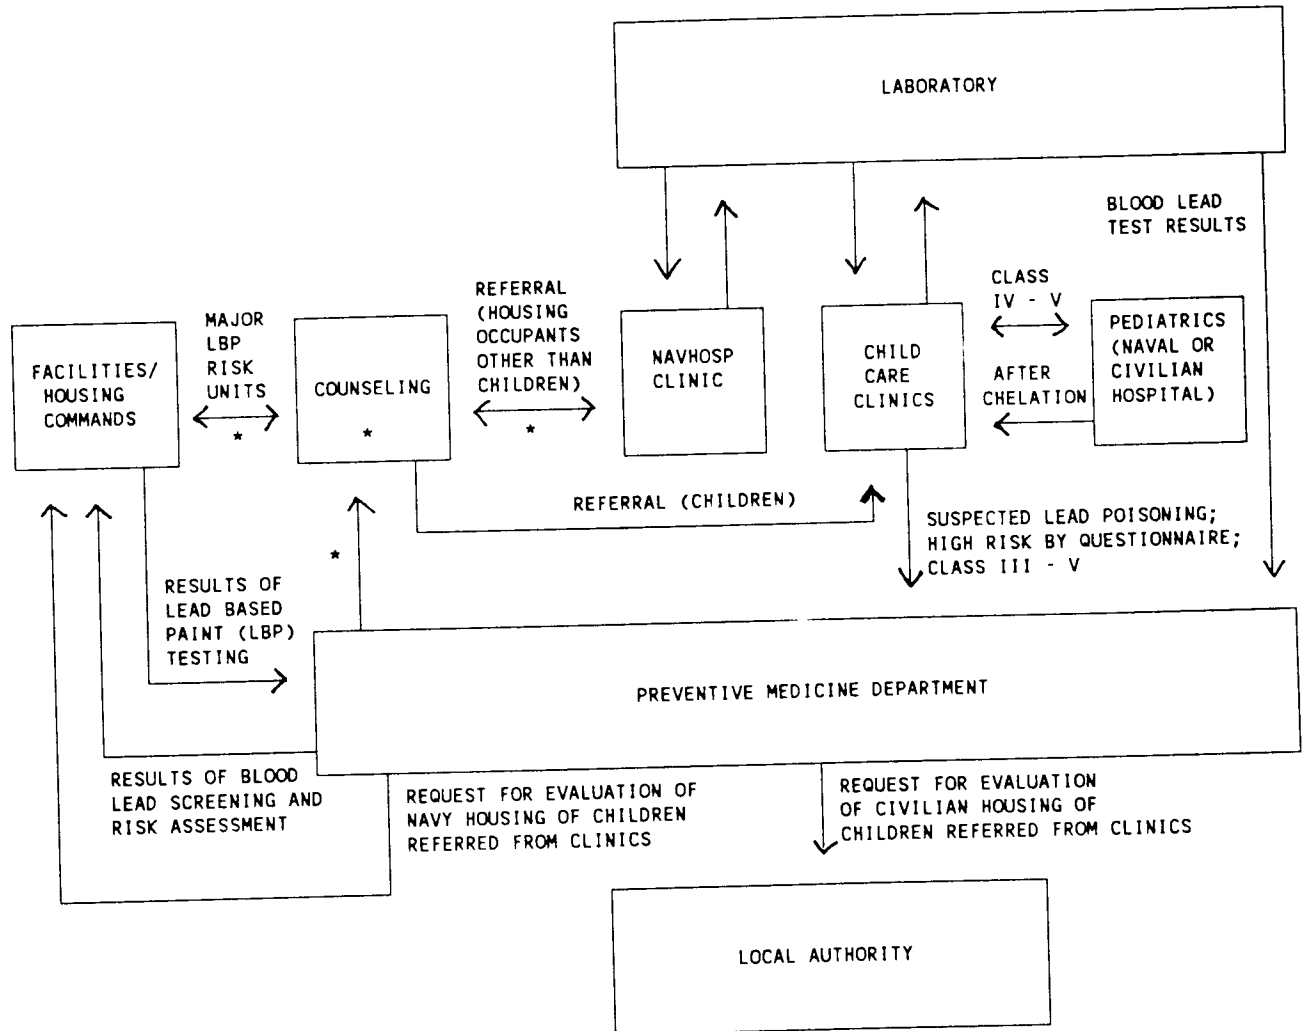 LABORATORY
BLOOD LEAD
TEST RESULTS
CLASS
IV - V
REFERRAL
(HOUSING
OCCUPANTS
OTHER THAN
CHILDREN)
*
MAJOR
LBP
RISK
UNITS
*
FACILITIES/
HOUSING
COMMANDS
COUNSELING
*
NAVHOSP
CLINIC
CHILD
CARE
CLINICS
PEDIATRICS
(NAVAL OR
CIVILIAN
HOSPITAL)
AFTER
CHELATION
REFERRAL (CHILDREN)
SUSPECTED LEAD POISONING;
HIGH RISK BY QUESTIONNAIRE;
CLASS III - V
*
RESULTS OF
LEAD BASED
PAINT (LBP)
TESTING
PREVENTIVE MEDICINE DEPARTMENT
RESULTS OF BLOOD
LEAD SCREENING AND
RISK ASSESSMENT
REQUEST FOR EVALUATION OF
NAVY HOUSING OF CHILDREN
REFERRED FROM CLINICS
REQUEST FOR EVALUATION
OF CIVILIAN HOUSING OF
CHILDREN REFERRED FROM CLINICS
LOCAL AUTHORITY